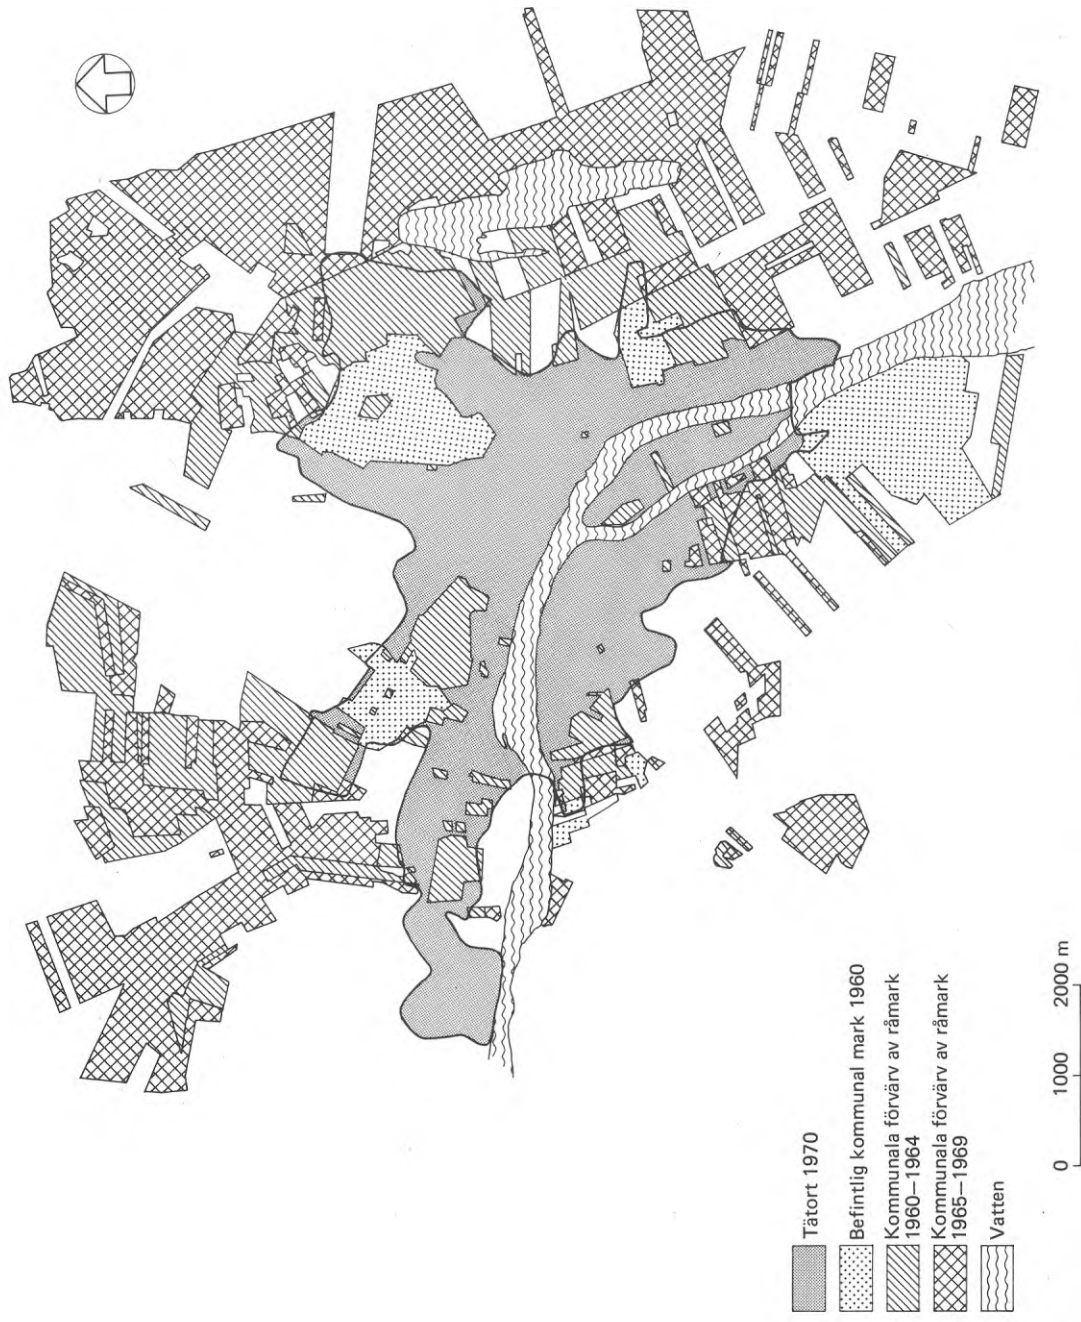 Tätort 1970
Befintlig kommunal mark 1960
Kommunala förvärv av råmark
1960—1964
Kommunala förvärv av råmark
1965—1969
Vatten
0 1000 2000 m